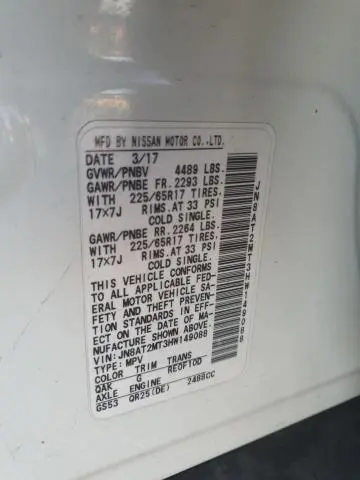 MFD BY NISSAN MOTOR CO.,LTD.
DATE 3/17
GVWR/PNBV 4489 LBS.
GAWR/PNBE FR. 2293 LBS.
WITH 225/65R17 TIRES
17X7J RIMS.AT 33 PSI
COLD SINGLE.
GAWR/PNBE RR. 2264 LBS.
WITH 225/65R17 TIRES
17X7J RIMS.AT 33 PSI
COLD SINGLE.
THIS VEHICLE CONFORMS
TO ALL APPLICABLE FED-
ERAL MOTOR VEHICLE SA-
FETY AND THEFT PREVEN-
TION STANDARDS IN EFF-
ECT ON THE DATE OF MA-
NUFACTURE SHOWN ABOVE.
VIN: JN8AT2MT3HW149088
TYPE: MPV
COLOR TRIM TRANS
QAK G RE0F10D
AXLE ENGINE
GS53 QR25(DE) 2488CC
JN8AT2MT3HW149088